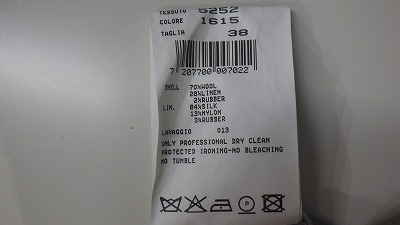 TESSUTO 5252
COLORE 1615
TAGLIA 38
7 207700 007022
SHELL 70%WOOL
28%LINEN
2%RUBBER
LIN. 84%SILK
13%NYLON
3%RUBBER
LAVAGGIO 013
ONLY PROFESSIONAL DRY CLEAN
PROTECTED IRONING-NO BLEACHING
NO TUMBLE
P